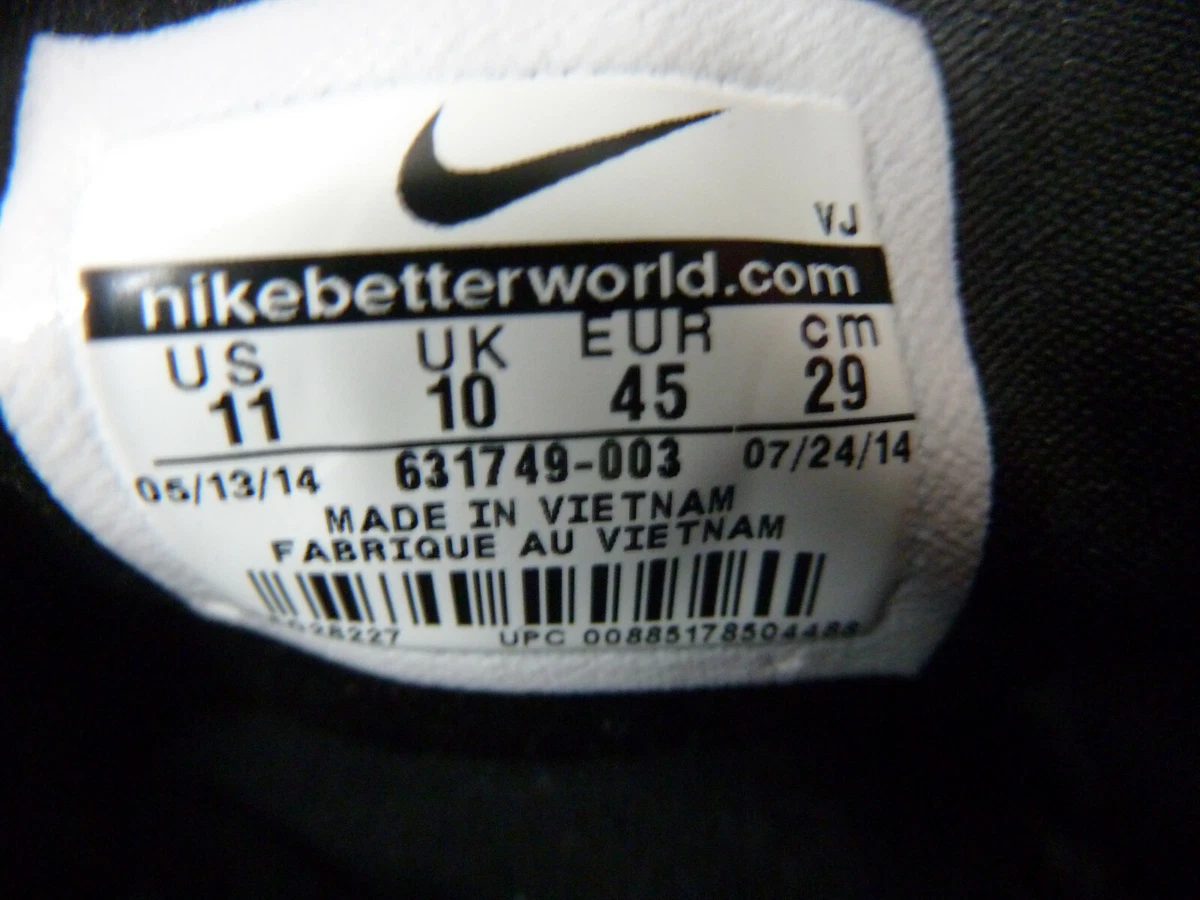 VJ
nikebetterworld.com
US UK EUR cm
11 10 45 29
05/13/14 631749-003 07/24/14
MADE IN VIETNAM
FABRIQUE AU VIETNAM
UPC 00885178504488